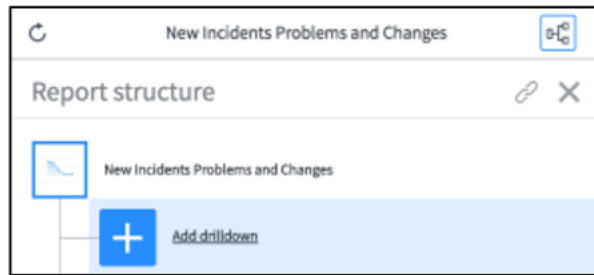 New Incidents Problems and Changes
Report structure
New Incidents Problems and Changes
Add drilldown